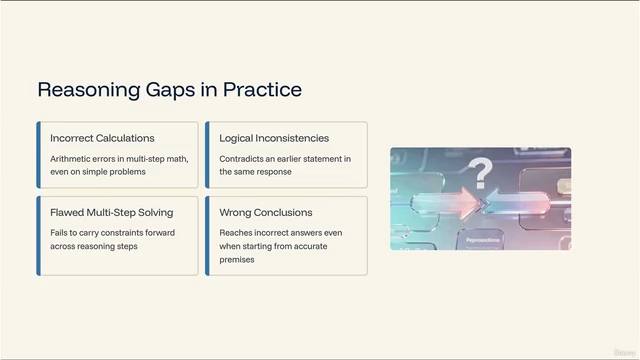 Reasoning Gaps in Practice
Incorrect Calculations
Arithmetic errors in multi-step math,
even on simple problems
Logical Inconsistencies
Contradicts an earlier statement in
the same response
Flawed Multi-Step Solving
Fails to carry constraints forward
across reasoning steps
Wrong Conclusions
Reaches incorrect answers even
when starting from accurate
premises
?